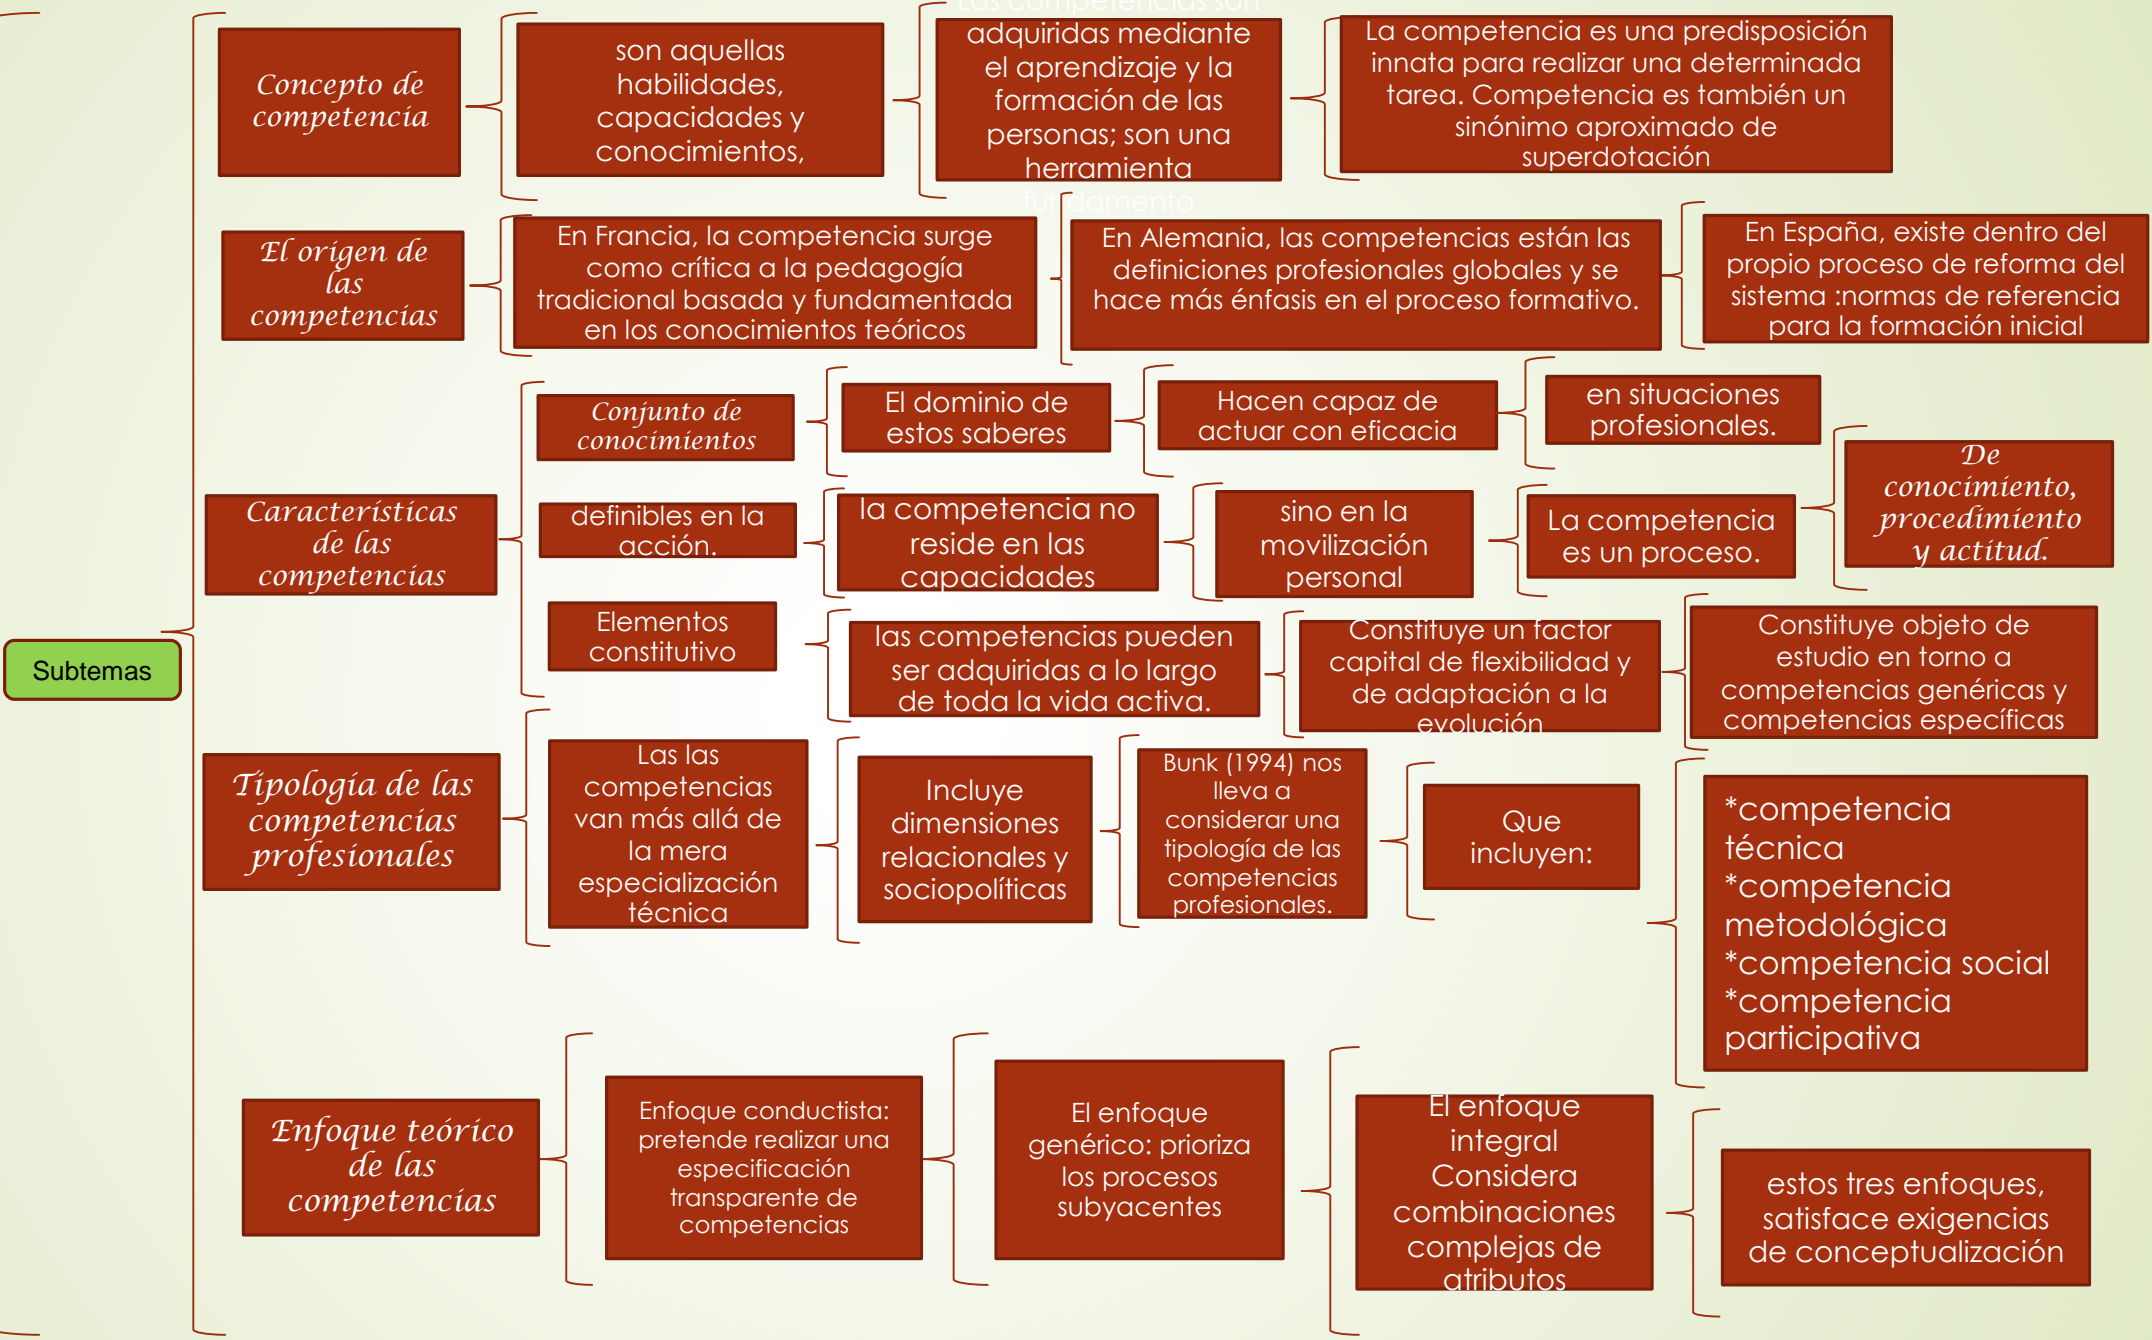 Subtemas
Concepto de
competencia
son aquellas
habilidades,
capacidades y
conocimientos,
Las competencias son
adquiridas mediante
el aprendizaje y la
formación de las
personas; son una
herramienta
fundamenta
La competencia es una predisposición
innata para realizar una determinada
tarea. Competencia es también un
sinónimo aproximado de
superdotación
El origen de
las
competencias
En Francia, la competencia surge
como crítica a la pedagogía
tradicional basada y fundamentada
en los conocimientos teóricos
En Alemania, las competencias están las
definiciones profesionales globales y se
hace más énfasis en el proceso formativo.
En España, existe dentro del
propio proceso de reforma del
sistema :normas de referencia
para la formación inicial
Características
de las
competencias
Conjunto de
conocimientos
El dominio de
estos saberes
Hacen capaz de
actuar con eficacia
en situaciones
profesionales.
definibles en la
acción.
la competencia no
reside en las
capacidades
sino en la
movilización
personal
La competencia
es un proceso.
De
conocimiento,
procedimiento
y actitud.
Elementos
constitutivo
las competencias pueden
ser adquiridas a lo largo
de toda la vida activa.
Constituye un factor
capital de flexibilidad y
de adaptación a la
evolución
Constituye objeto de
estudio en torno a
competencias genéricas y
competencias específicas
Tipología de las
competencias
profesionales
Las las
competencias
van más allá de
la mera
especialización
técnica
Incluye
dimensiones
relacionales y
sociopolíticas
Bunk (1994) nos
lleva a
considerar una
tipología de las
competencias
profesionales.
Que
incluyen:
*competencia
técnica
*competencia
metodológica
*competencia social
*competencia
participativa
Enfoque teórico
de las
competencias
Enfoque conductista:
pretende realizar una
especificación
transparente de
competencias
El enfoque
genérico: prioriza
los procesos
subyacentes
El enfoque
integral
Considera
combinaciones
complejas de
atributos
estos tres enfoques,
satisface exigencias
de conceptualización